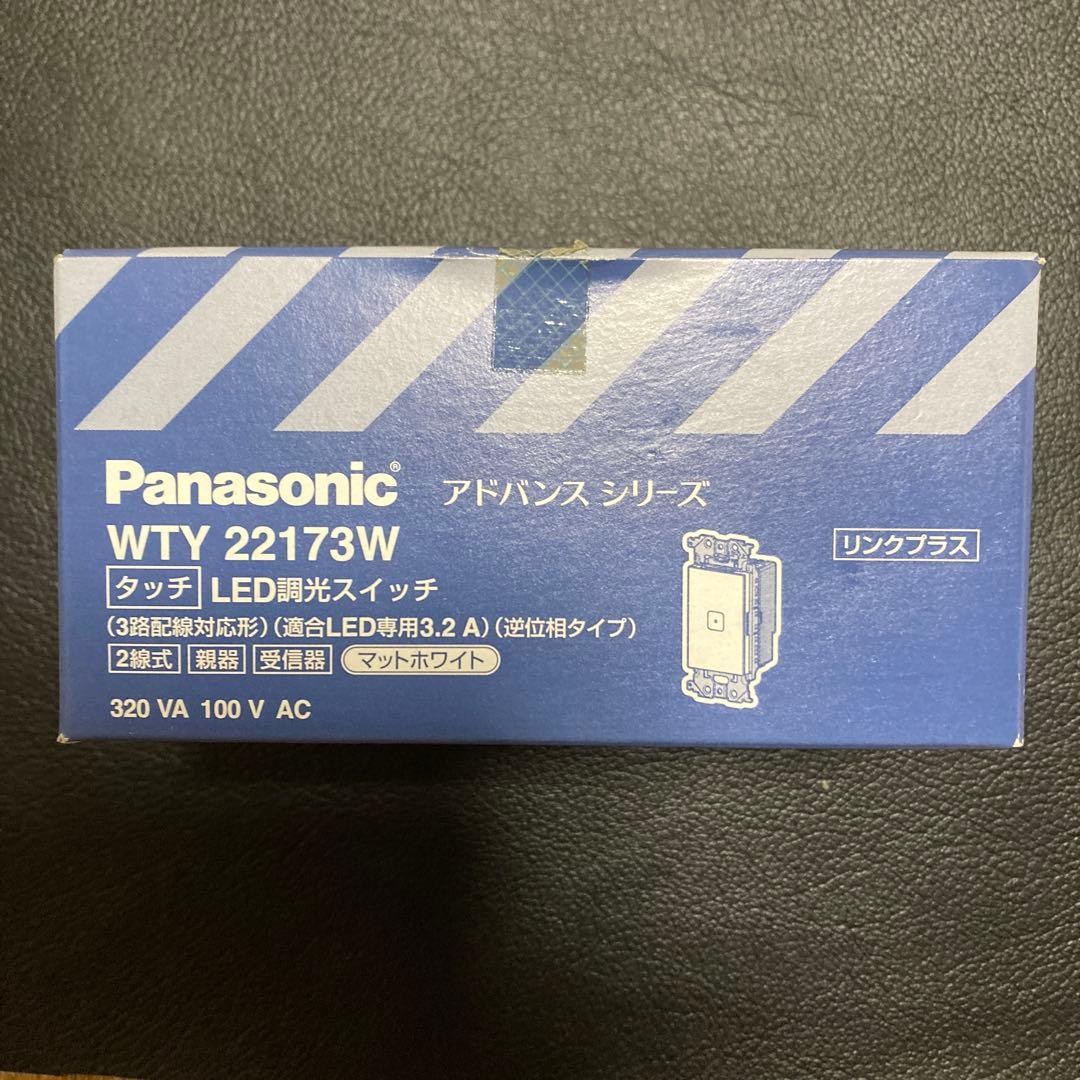 Panasonic® アドバンス シリーズ
WTY 22173W
リンクプラス
タッチ LED調光スイッチ
(3路配線対応形)(適合LED専用3.2 A)(逆位相タイプ)
2線式 親器 受信器 マットホワイト
320 VA 100 V AC